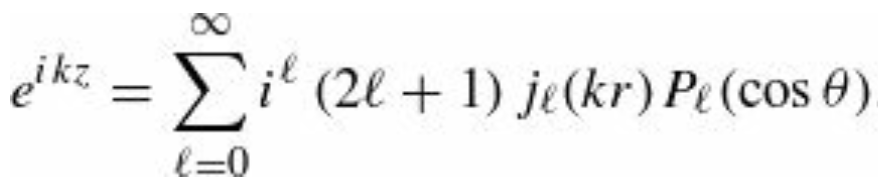 e^{ikz} = \sum_{\ell=0}^{\infty} i^{\ell} (2\ell + 1) j_{\ell}(kr) P_{\ell}(\cos \theta).